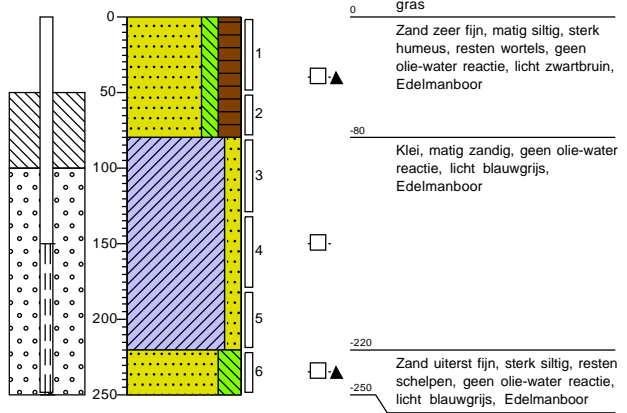 gras
0
Zand zeer fijn, matig siltig, sterk
humeus, resten wortels, geen
olie-water reactie, licht zwartbruin,
Edelmanboor
-80
Klei, matig zandig, geen olie-water
reactie, licht blauwgrijs,
Edelmanboor
-220
Zand uiterst fijn, sterk siltig, resten
schelpen, geen olie-water reactie,
licht blauwgrijs, Edelmanboor
-250
0
50
100
150
200
250
1
2
3
4
5
6